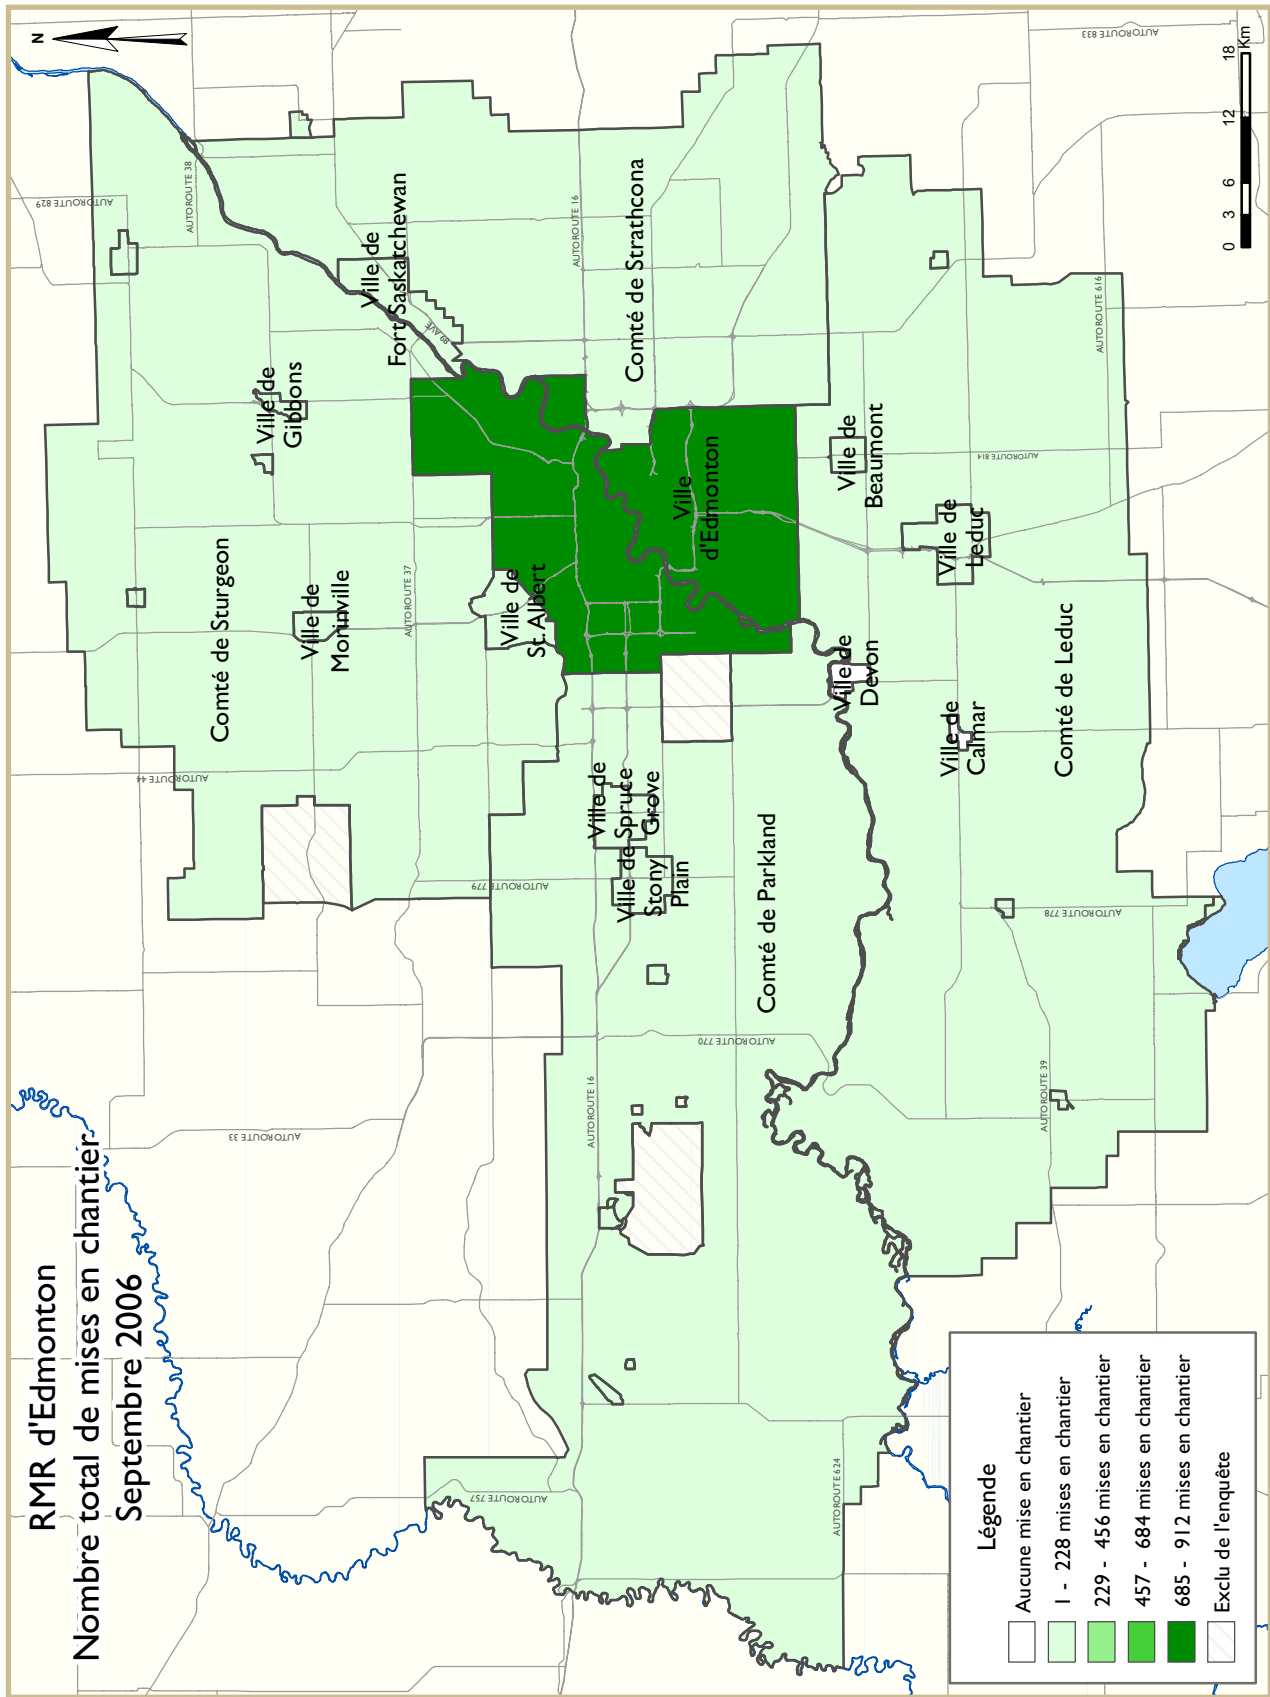 RMR d'Edmonton
Nombre total de mises en chantier
Septembre 2006
N
AUTOROUTE 829
AUTOROUTE 38
AUTOROUTE 833
AUTOROUTE 44
AUTOROUTE 37
AUTOROUTE 33
AUTOROUTE 779
AUTOROUTE 16
AUTOROUTE 16
AUTOROUTE 770
AUTOROUTE 757
AUTOROUTE 624
AUTOROUTE 39
AUTOROUTE 778
AUTOROUTE 814
AUTOROUTE 616
89 AVE
Comté de Sturgeon
Ville de
Gibbons
Ville de
Morinville
Ville de
Fort Saskatchewan
Ville de
St. Albert
Comté de Strathcona
Ville
d'Edmonton
Ville de
Spruce
Grove
Ville de
Stony
Plain
Comté de Parkland
Ville de
Devon
Ville de
Beaumont
Ville de
Leduc
Ville de
Calmar
Comté de Leduc
Légende
Aucune mise en chantier
1 - 228 mises en chantier
229 - 456 mises en chantier
457 - 684 mises en chantier
685 - 912 mises en chantier
Exclu de l'enquête
0 3 6 12 18
Km